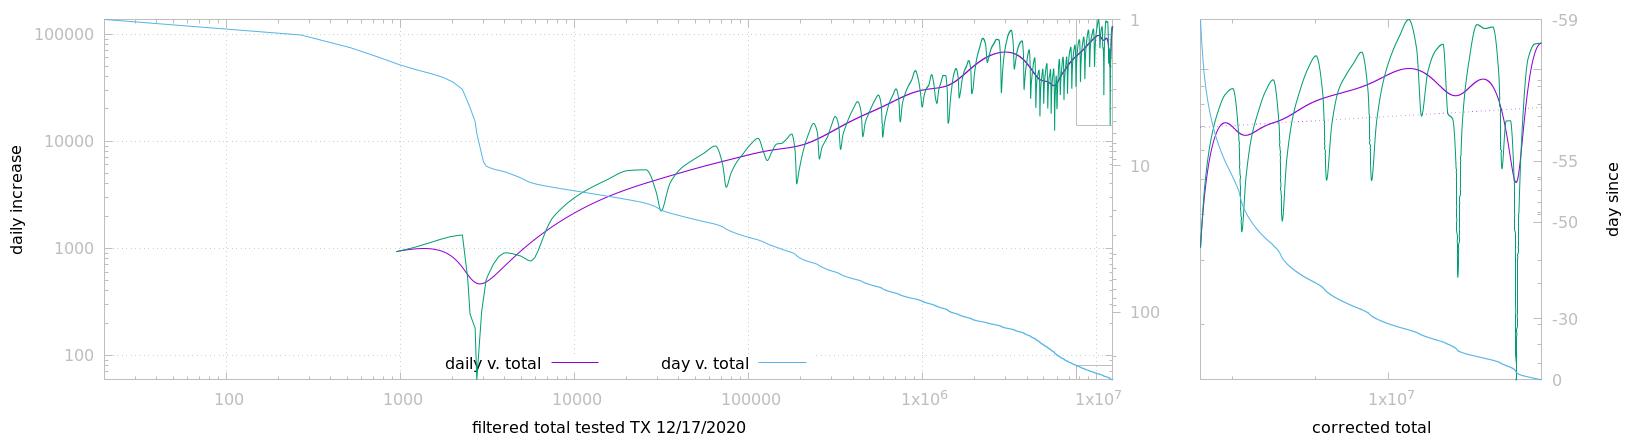 100000
10000
1000
100
daily increase
daily v. total
day v. total
100
1000
10000
100000
1x10^6
1x10^7
filtered total tested TX 12/17/2020
1
10
100
-59
-55
-50
-30
0
day since
1x10^7
corrected total